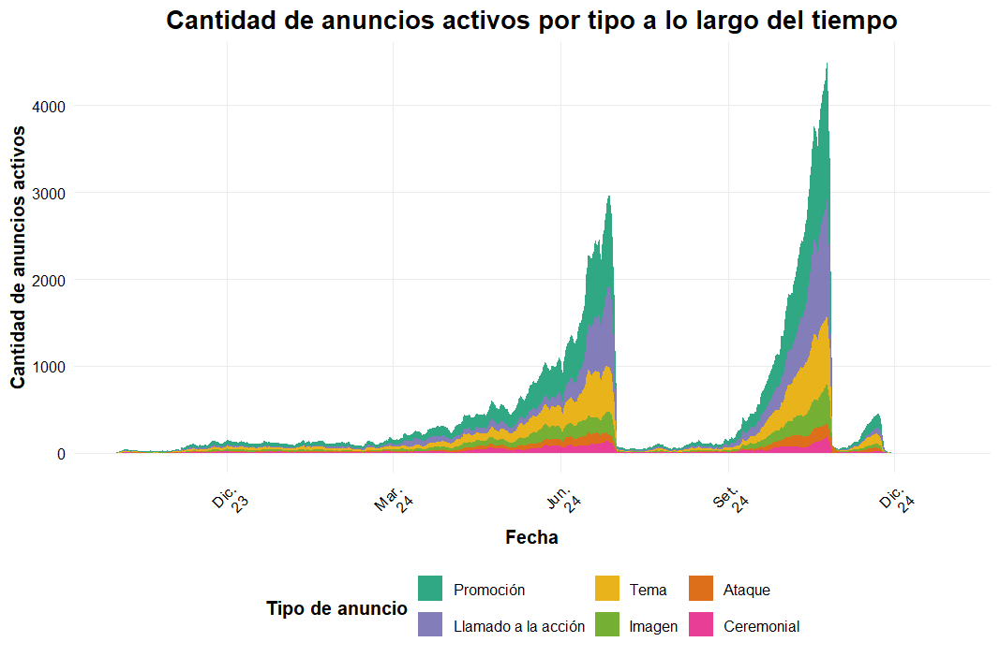 Cantidad de anuncios activos por tipo a lo largo del tiempo
Cantidad de anuncios activos
4000
3000
2000
1000
0
Dic.
23
Mar.
24
Jun.
24
Set.
24
Dic.
24
Fecha
Tipo de anuncio
Promoción
Tema
Ataque
Llamado a la acción
Imagen
Ceremonial